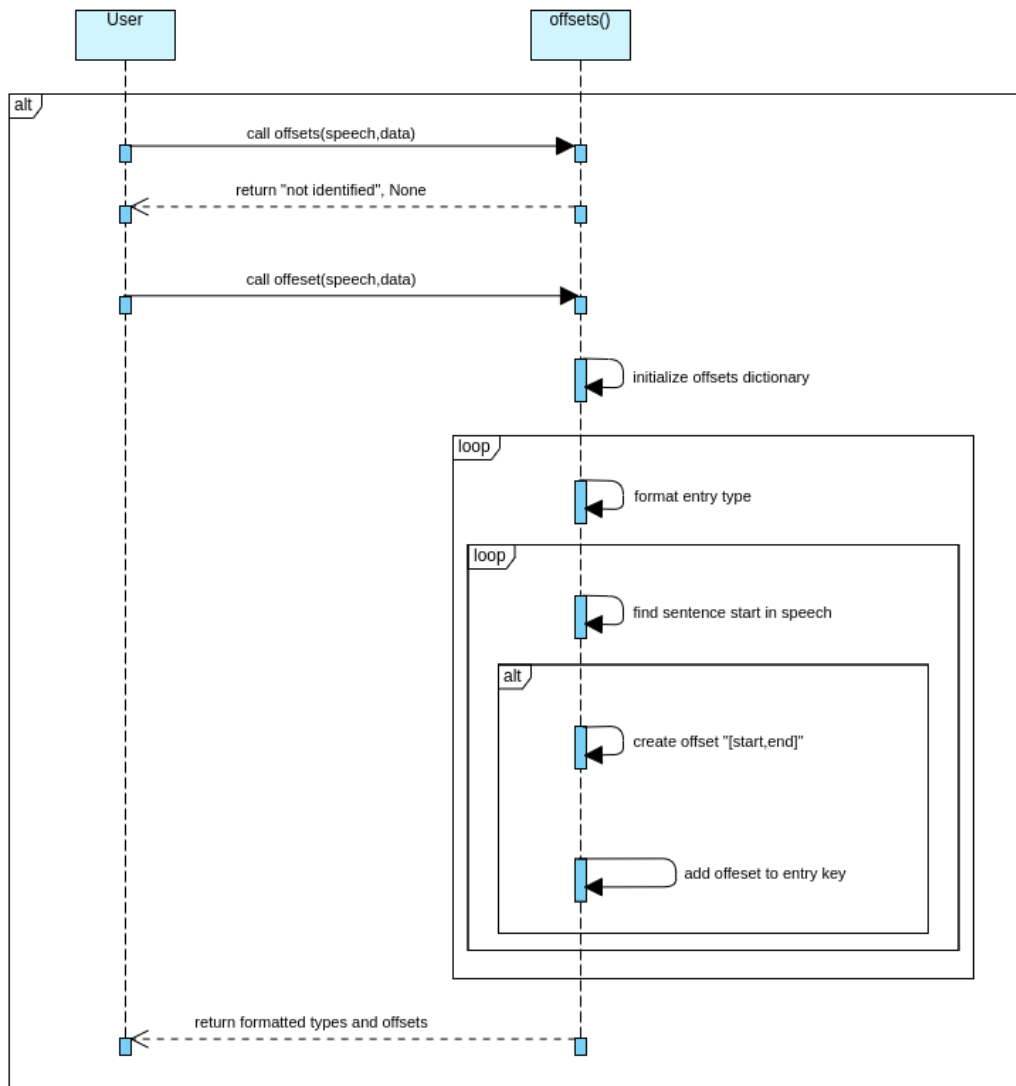 User
offsets()
alt
call offsets(speech,data)
return "not identified", None
call offeset(speech,data)
initialize offsets dictionary
loop
format entry type
loop
find sentence start in speech
alt
create offset "[start,end]"
add offeset to entry key
return formatted types and offsets